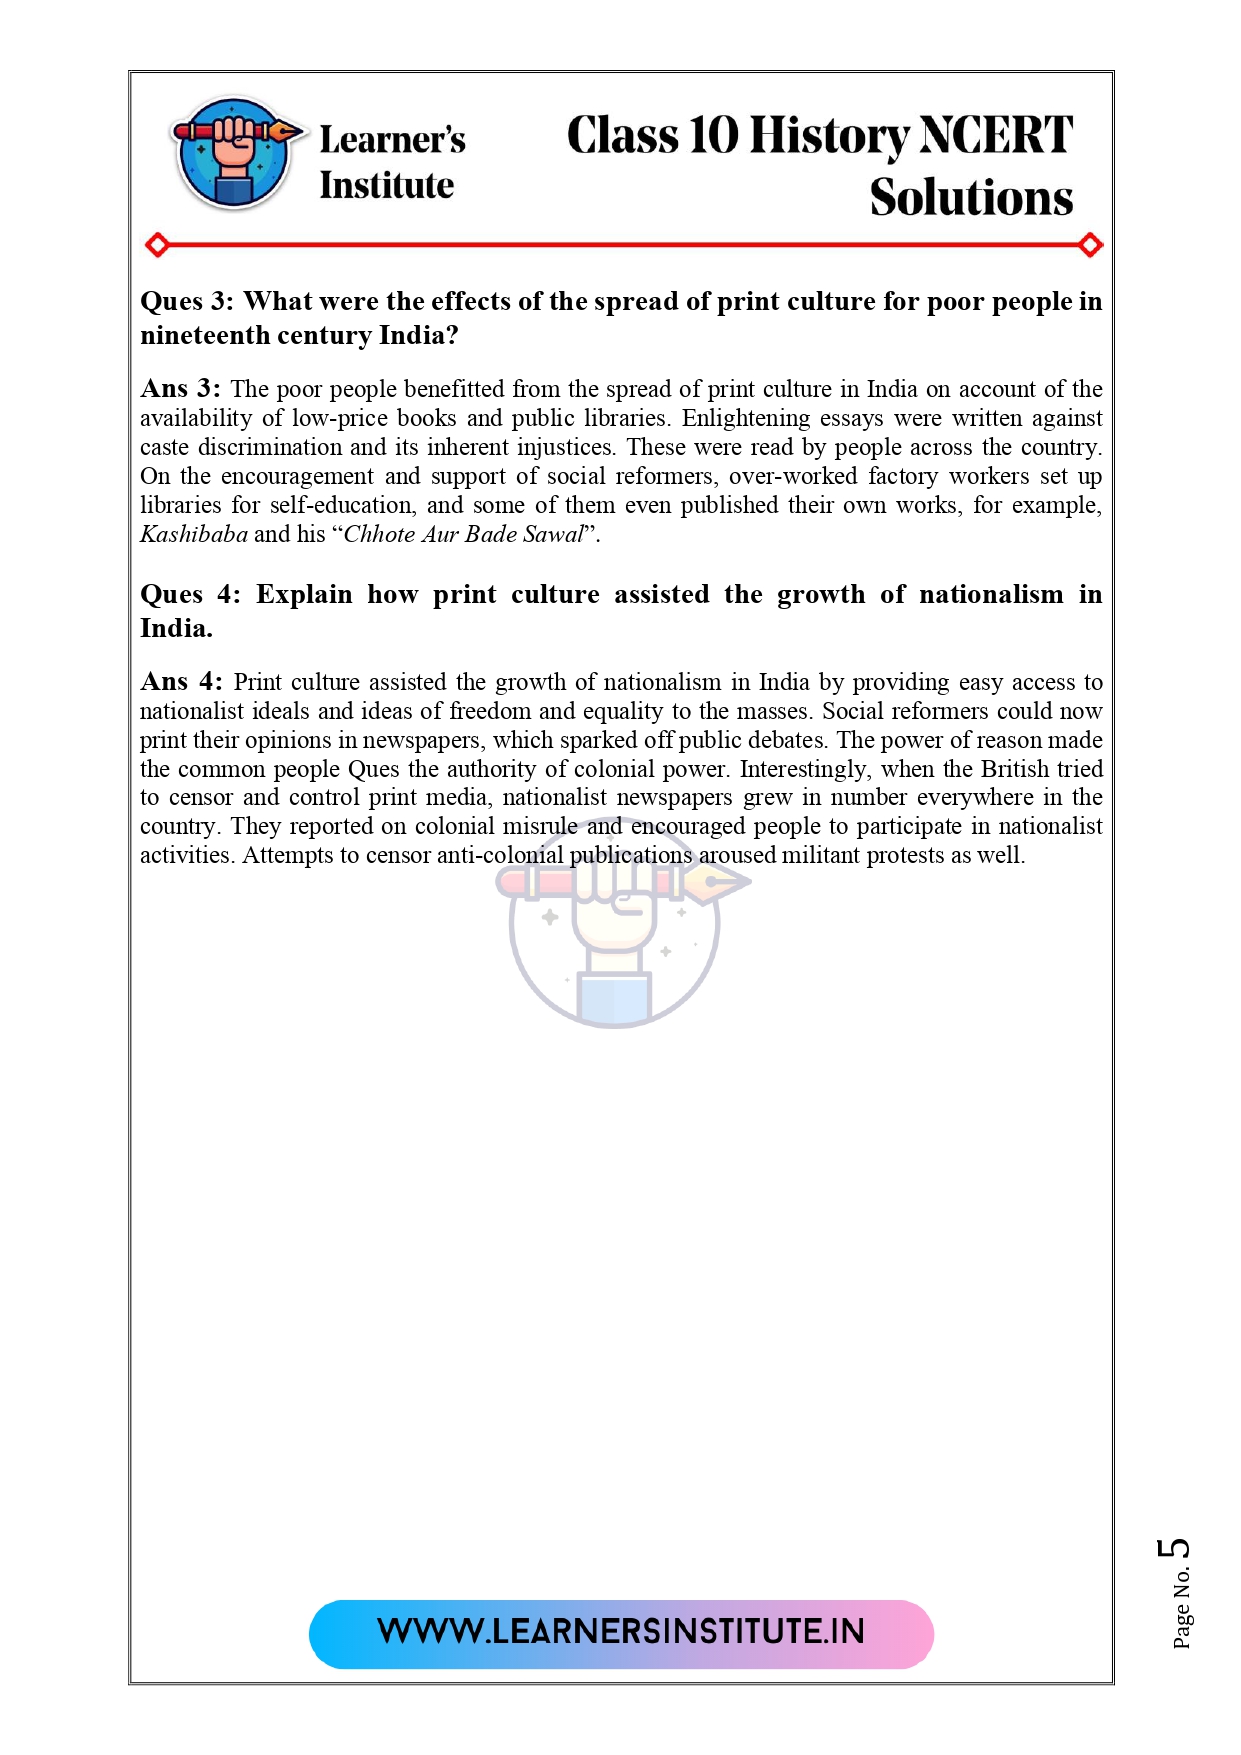 Learner's
Institute
Class 10 History NCERT
Solutions
Ques 3: What were the effects of the spread of print culture for poor people in
nineteenth century India?
Ans 3: The poor people benefitted from the spread of print culture in India on account of the
availability of low-price books and public libraries. Enlightening essays were written against
caste discrimination and its inherent injustices. These were read by people across the country.
On the encouragement and support of social reformers, over-worked factory workers set up
libraries for self-education, and some of them even published their own works, for example,
Kashibaba and his “Chhote Aur Bade Sawal”.
Ques 4: Explain how print culture assisted the growth of nationalism in
India.
Ans 4: Print culture assisted the growth of nationalism in India by providing easy access to
nationalist ideals and ideas of freedom and equality to the masses. Social reformers could now
print their opinions in newspapers, which sparked off public debates. The power of reason made
the common people Ques the authority of colonial power. Interestingly, when the British tried
to censor and control print media, nationalist newspapers grew in number everywhere in the
country. They reported on colonial misrule and encouraged people to participate in nationalist
activities. Attempts to censor anti-colonial publications aroused militant protests as well.
Page No. 5
WWW.LEARNERSINSTITUTE.IN